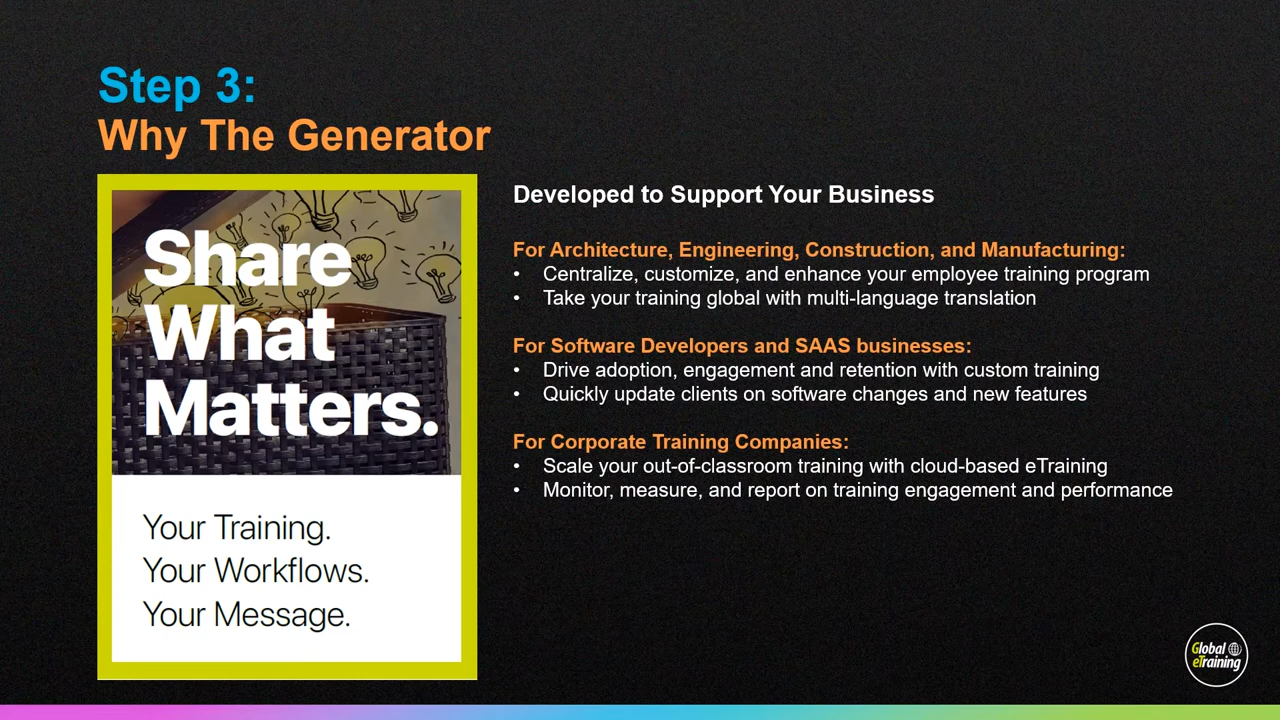 Step 3:
Why The Generator
Share
What
Matters.
Your Training.
Your Workflows.
Your Message.
Developed to Support Your Business
For Architecture, Engineering, Construction, and Manufacturing:
• Centralize, customize, and enhance your employee training program
• Take your training global with multi-language translation
For Software Developers and SAAS businesses:
• Drive adoption, engagement and retention with custom training
• Quickly update clients on software changes and new features
For Corporate Training Companies:
• Scale your out-of-classroom training with cloud-based eTraining
• Monitor, measure, and report on training engagement and performance
Global
eTraining